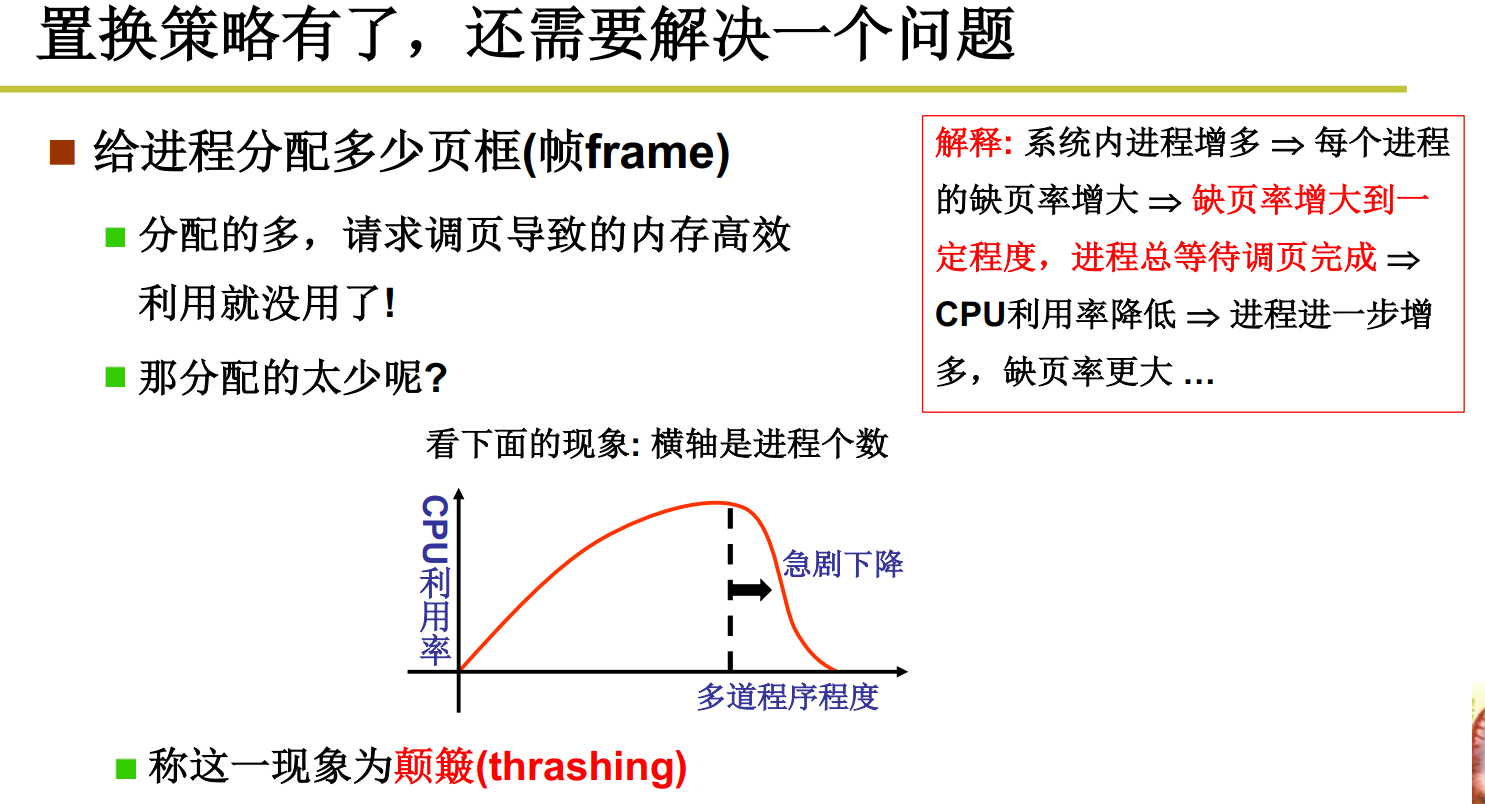 置换策略有了，还需要解决一个问题
给进程分配多少页框(帧frame)
分配的多，请求调页导致的内存高效
利用就没用了!
那分配的太少呢?
解释: 系统内进程增多 ⇒ 每个进程
的缺页率增大 ⇒ 缺页率增大到一
定程度，进程总等待调页完成 ⇒
CPU利用率降低 ⇒ 进程进一步增
多，缺页率更大 ...
看下面的现象: 横轴是进程个数
CPU利用率
急剧下降
多道程序程度
称这一现象为颠簸(thrashing)